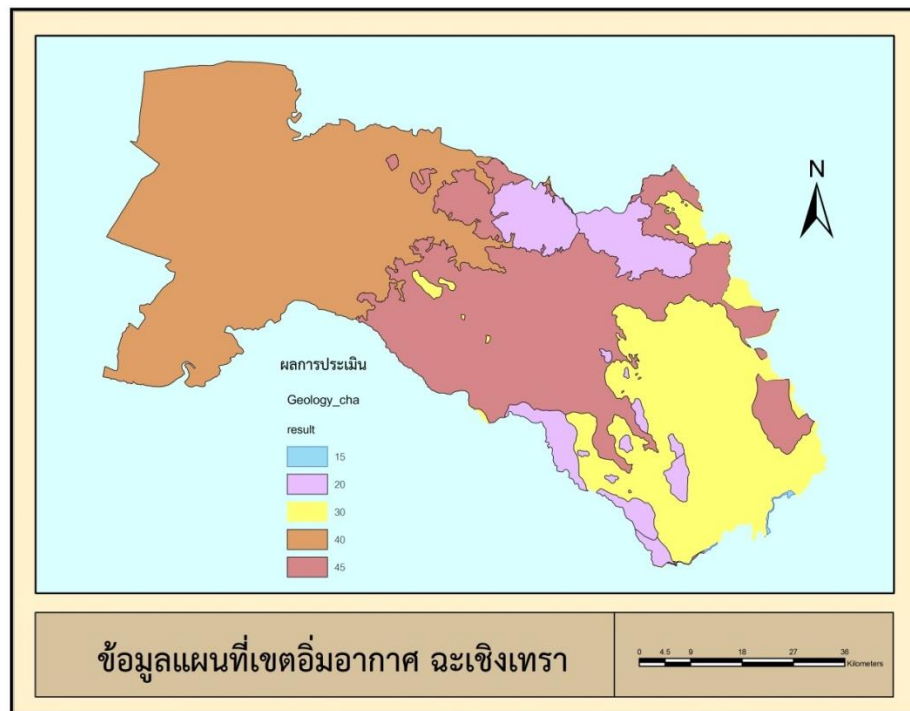 N
ผลการประเมิน
Geology_cha
result
15
20
30
40
45
ข้อมูลแผนที่เขตอิ่มอากาศ ฉะเชิงเทรา
0 4.5 9 18 27 36
Kilometers